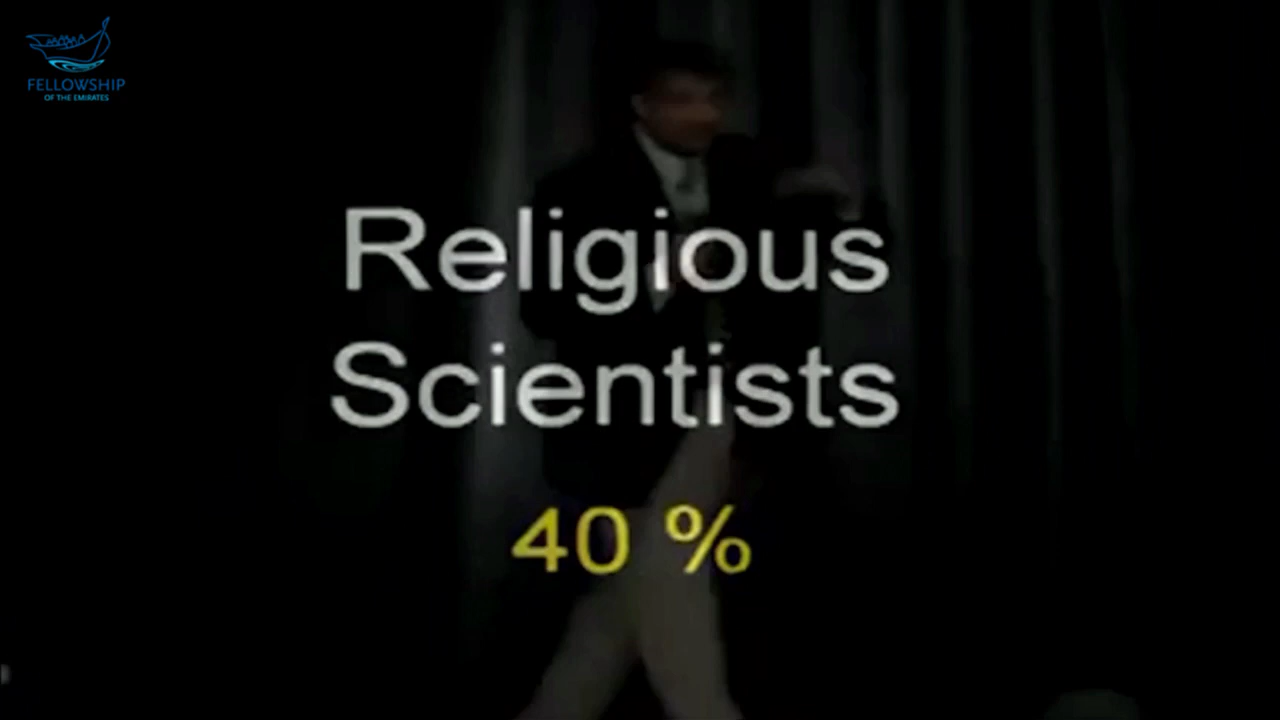 FELLOWSHIP
OF THE EMIRATES
Religious
Scientists
40 %